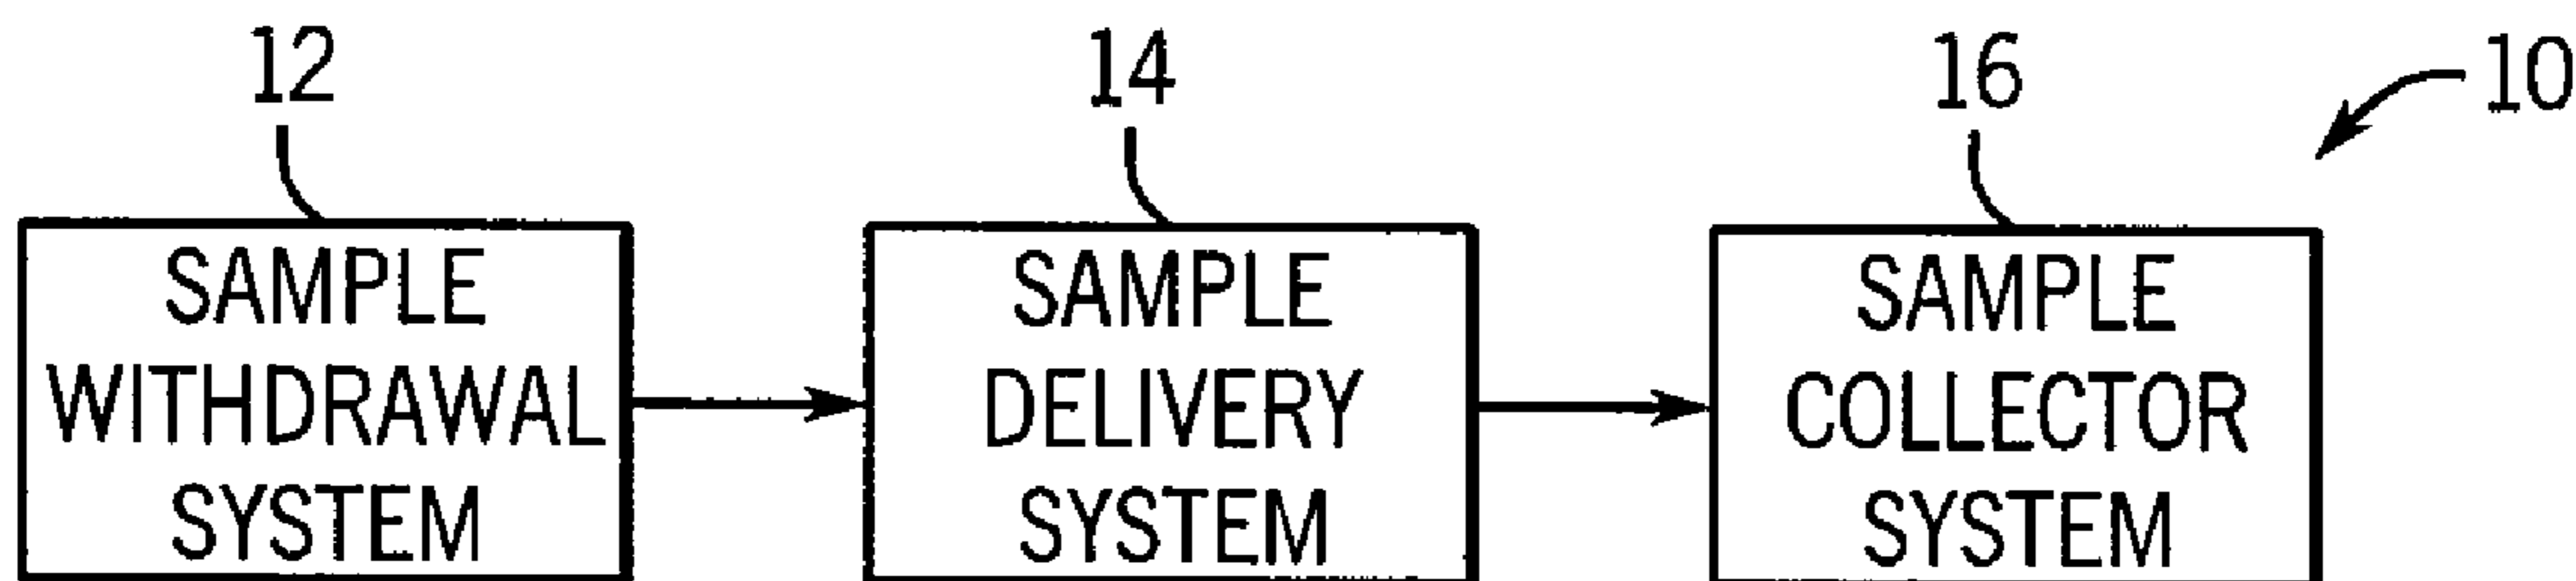 12
14
16
10
SAMPLE
WITHDRAWAL
SYSTEM
SAMPLE
DELIVERY
SYSTEM
SAMPLE
COLLECTOR
SYSTEM